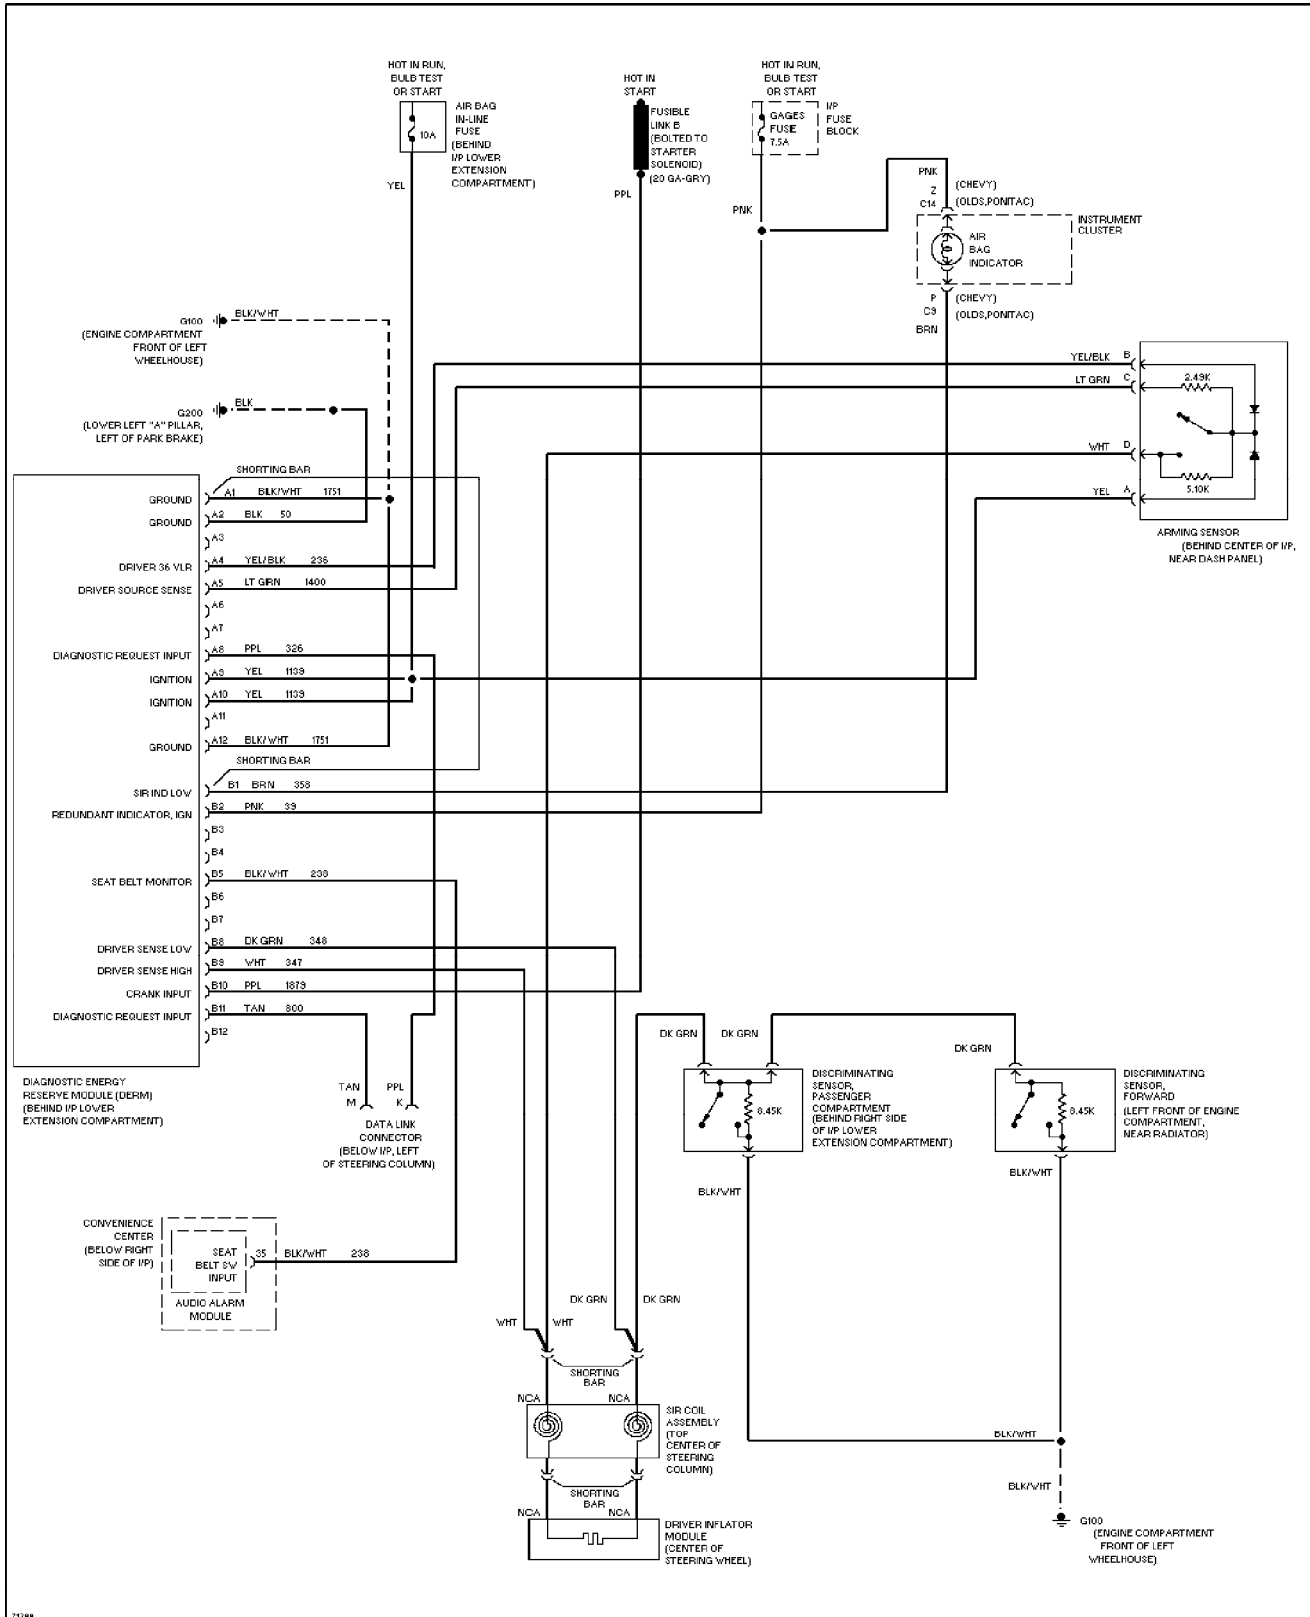 HOT IN RUN,
BULB TEST
OR START
10A
AIR BAG
IN-LINE
FUSE
(BEHIND
I/P LOWER
EXTENSION
COMPARTMENT)
YEL
HOT IN
START
FUSIBLE
LINK B
(BOLTED TO
STARTER
SOLENOID)
(20 GA-GRY)
PPL
HOT IN RUN,
BULB TEST
OR START
GAGES
FUSE
7.5A
I/P
FUSE
BLOCK
PNK
PNK
Z
(CHEVY)
C14
(OLDS,PONITAC)
INSTRUMENT
CLUSTER
AIR
BAG
INDICATOR
P
(CHEVY)
C9
(OLDS,PONITAC)
BRN
BLK/WHT
G100
(ENGINE COMPARTMENT
FRONT OF LEFT
WHEELHOUSE)
BLK
G200
(LOWER LEFT "A" PILLAR,
LEFT OF PARK BRAKE)
YEL/BLK B
LT GRN C
2.49K
WHT D
5.10K
YEL A
ARMING SENSOR
(BEHIND CENTER OF I/P,
NEAR DASH PANEL)
SHORTING BAR
GROUND A1 BLK/WHT 1751
GROUND A2 BLK 50
A3
DRIVER 36 VLR A4 YEL/BLK 236
DRIVER SOURCE SENSE A5 LT GRN 1400
A6
A7
DIAGNOSTIC REQUEST INPUT A8 PPL 326
IGNITION A9 YEL 1139
IGNITION A10 YEL 1139
A11
GROUND A12 BLK/WHT 1751
SHORTING BAR
SIR IND LOW B1 BRN 358
REDUNDANT INDICATOR, IGN B2 PNK 39
B3
B4
SEAT BELT MONITOR B5 BLK/WHT 238
B6
B7
DRIVER SENSE LOW B8 DK GRN 348
DRIVER SENSE HIGH B9 WHT 347
CRANK INPUT B10 PPL 1879
DIAGNOSTIC REQUEST INPUT B11 TAN 800
B12
DIAGNOSTIC ENERGY
RESERVE MODULE (DERM)
(BEHIND I/P LOWER
EXTENSION COMPARTMENT)
TAN PPL
M K
DATA LINK
CONNECTOR
(BELOW I/P, LEFT
OF STEERING COLUMN)
DK GRN
DK GRN
DK GRN
8.45K
DISCRIMINATING
SENSOR,
PASSENGER
COMPARTMENT
(BEHIND RIGHT SIDE
OF I/P LOWER
EXTENSION COMPARTMENT)
8.45K
DISCRIMINATING
SENSOR,
FORWARD
(LEFT FRONT OF ENGINE
COMPARTMENT,
NEAR RADIATOR)
BLK/WHT
BLK/WHT
CONVENIENCE
CENTER
(BELOW RIGHT
SIDE OF I/P)
SEAT
BELT SW
INPUT
35 BLK/WHT 238
AUDIO ALARM
MODULE
DK GRN DK GRN
WHT WHT
SHORTING
BAR
NCA NCA
SIR COIL
ASSEMBLY
(TOP
CENTER OF
STEERING
COLUMN)
SHORTING
BAR
NCA NCA
DRIVER INFLATOR
MODULE
(CENTER OF
STEERING WHEEL)
BLK/WHT
BLK/WHT
G100
(ENGINE COMPARTMENT
FRONT OF LEFT
WHEELHOUSE)